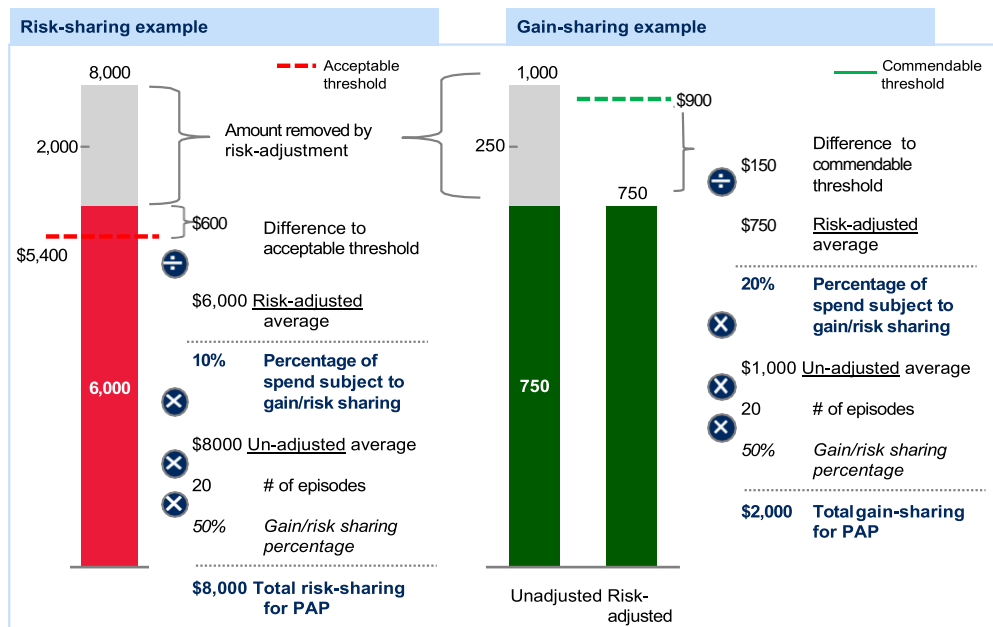 Risk-sharing example
8,000
Acceptable
threshold
2,000
Amount removed by
risk-adjustment
$600
Difference to
acceptable threshold
$5,400
÷
$6,000 Risk-adjusted
average
10% Percentage of
spend subject to
gain/risk sharing
6,000
×
$8000 Un-adjusted average
×
20 # of episodes
×
50% Gain/risk sharing
percentage
$8,000 Total risk-sharing
for PAP
Gain-sharing example
1,000
Commendable
threshold
$900
250
$150 Difference to
commendable
threshold
÷
750
$750 Risk-adjusted
average
20% Percentage of
spend subject to
gain/risk sharing
×
750
$1,000 Un-adjusted average
×
20 # of episodes
×
50% Gain/risk sharing
percentage
$2,000 Total gain-sharing
for PAP
Unadjusted Risk-
adjusted